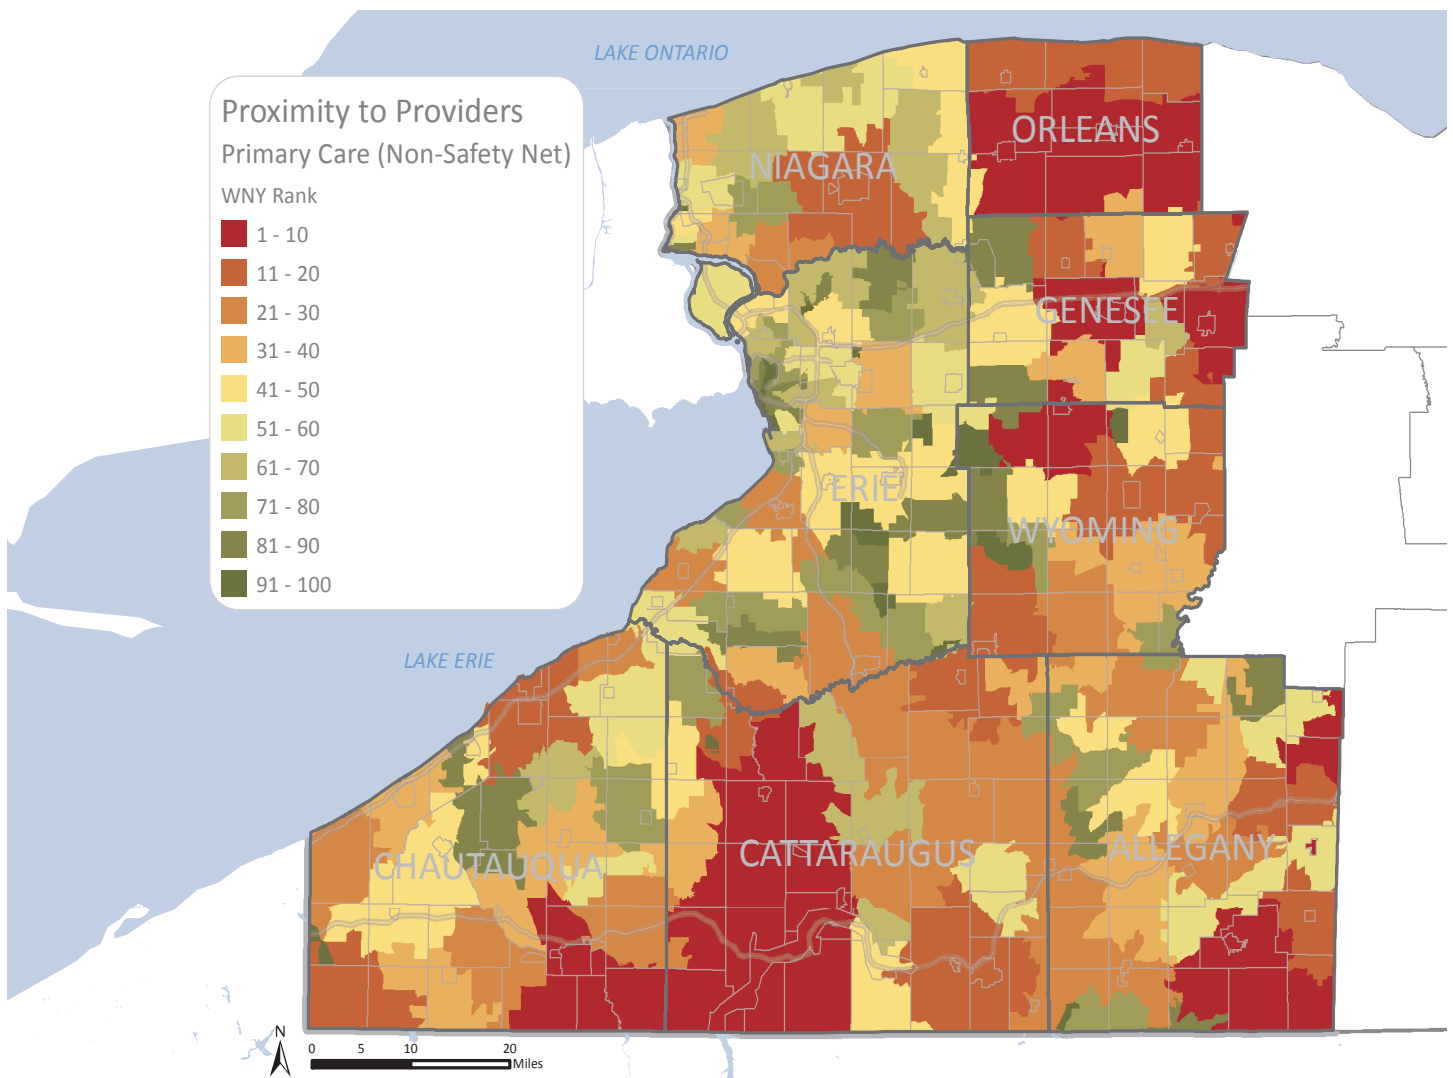 LAKE ONTARIO
Proximity to Providers
Primary Care (Non-Safety Net)
WNY Rank
1 - 10
11 - 20
21 - 30
31 - 40
41 - 50
51 - 60
61 - 70
71 - 80
81 - 90
91 - 100
ORLEANS
NIAGARA
GENESEE
ERIE
WYOMING
LAKE ERIE
CHAUTAUQUA
CATTARAUGUS
ALLEGANY
N
0 5 10 20
Miles